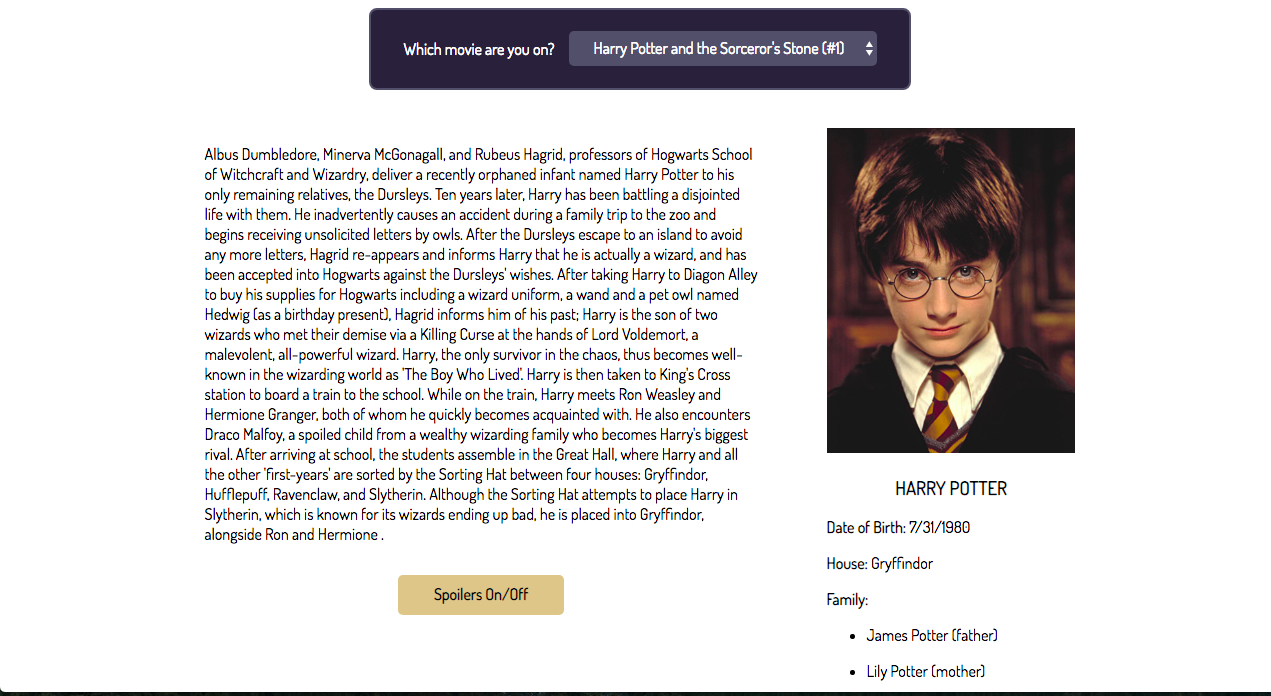 Which movie are you on?
Harry Potter and the Sorceror's Stone (#1)
Albus Dumbledore, Minerva McGonagall, and Rubeus Hagrid, professors of Hogwarts School
of Witchcraft and Wizardry, deliver a recently orphaned infant named Harry Potter to his
only remaining relatives, the Dursleys. Ten years later, Harry has been battling a disjointed
life with them. He inadvertently causes an accident during a family trip to the zoo and
begins receiving unsolicited letters by owls. After the Dursleys escape to an island to avoid
any more letters, Hagrid re-appears and informs Harry that he is actually a wizard, and has
been accepted into Hogwarts against the Dursleys' wishes. After taking Harry to Diagon Alley
to buy his supplies for Hogwarts including a wizard uniform, a wand and a pet owl named
Hedwig (as a birthday present), Hagrid informs him of his past; Harry is the son of two
wizards who met their demise via a Killing Curse at the hands of Lord Voldemort, a
malevolent, all-powerful wizard. Harry, the only survivor in the chaos, thus becomes well-
known in the wizarding world as 'The Boy Who Lived'. Harry is then taken to King's Cross
station to board a train to the school. While on the train, Harry meets Ron Weasley and
Hermione Granger, both of whom he quickly becomes acquainted with. He also encounters
Draco Malfoy, a spoiled child from a wealthy wizarding family who becomes Harry's biggest
rival. After arriving at school, the students assemble in the Great Hall, where Harry and all
the other 'first-years' are sorted by the Sorting Hat between four houses: Gryffindor,
Hufflepuff, Ravenclaw, and Slytherin. Although the Sorting Hat attempts to place Harry in
Slytherin, which is known for its wizards ending up bad, he is placed into Gryffindor,
alongside Ron and Hermione .
Spoilers On/Off
HARRY POTTER
Date of Birth: 7/31/1980
House: Gryffindor
Family:
• James Potter (father)
• Lily Potter (mother)